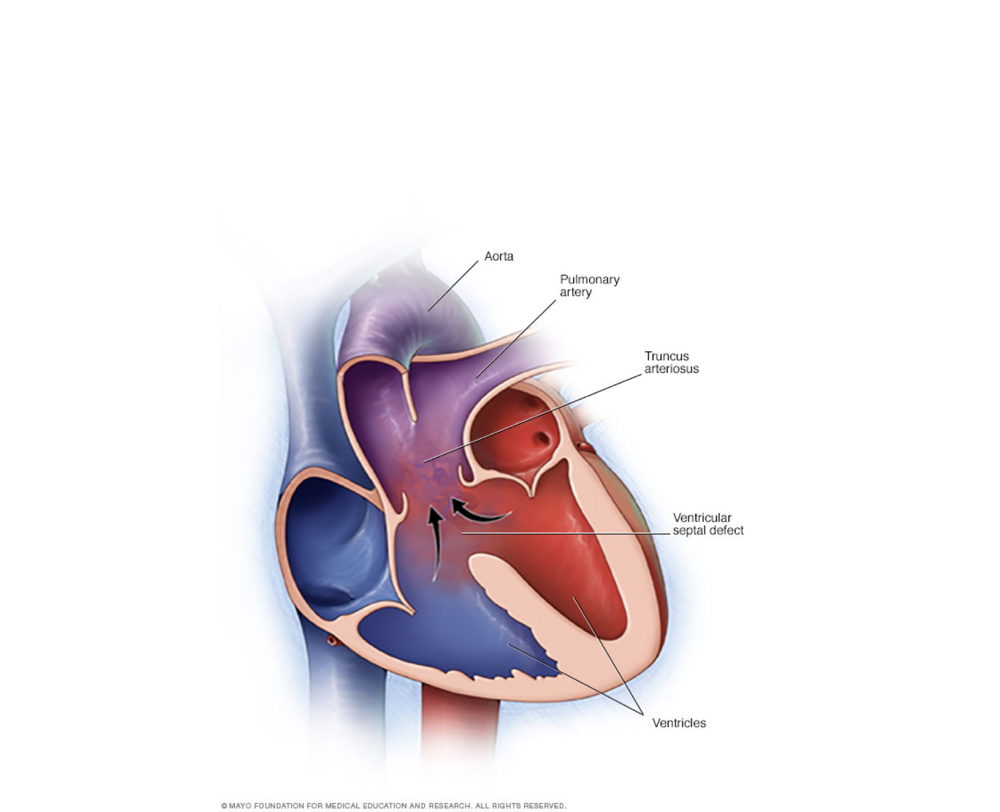 Aorta
Pulmonary
artery
Truncus
arteriosus
Ventricular
septal defect
Ventricles
© MAYO FOUNDATION FOR MEDICAL EDUCATION AND RESEARCH. ALL RIGHTS RESERVED.